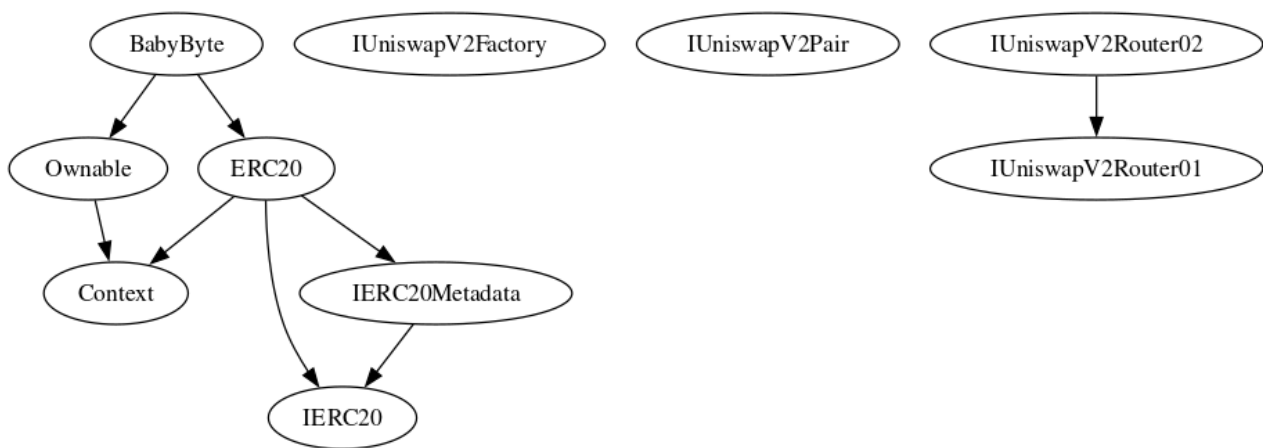 BabyByte
IUniswapV2Factory
IUniswapV2Pair
IUniswapV2Router02
Ownable
ERC20
IUniswapV2Router01
Context
IERC20Metadata
IERC20